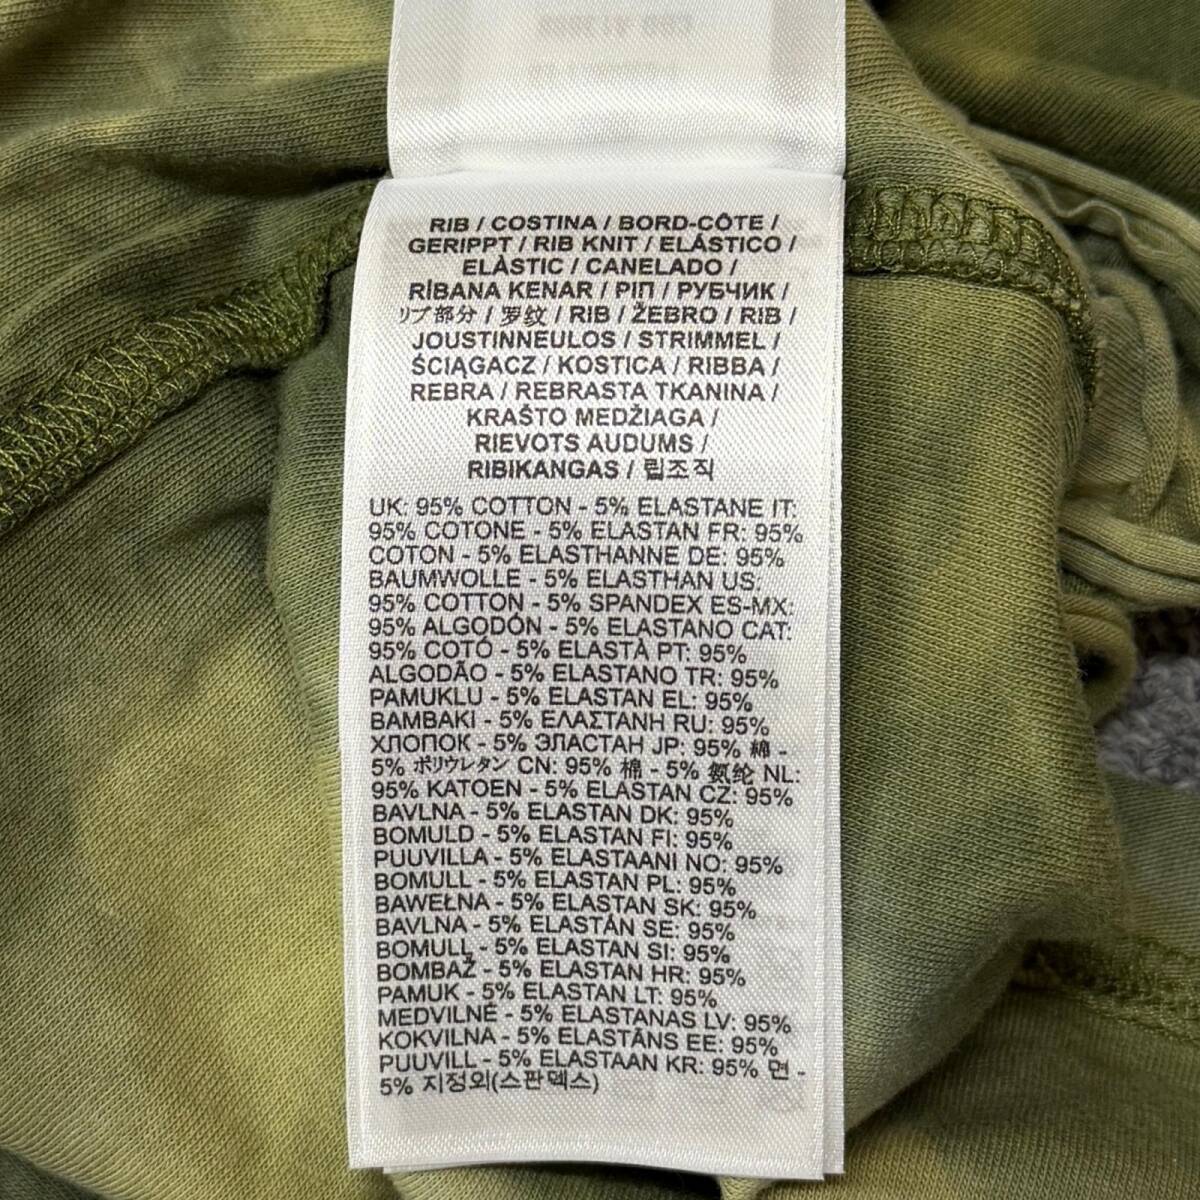 RIB / COSTINA / BORD-CÔTE /
GERIPPT / RIB KNIT / ELÁSTICO /
ELÀSTIC / CANELADO /
RİBANA KENAR / ΡΙΠ / РУБЧИК /
リブ部分 / 罗纹 / RIB / ŽEBRO / RIB /
JOUSTINNEULOS / STRIMMEL /
ŚCIĄGACZ / KOSTICA / RIBBA /
REBRA / REBRASTA TKANINA /
KRAŠTO MEDŽIAGA /
RIEVOTS AUDUMS /
RIBIKANGAS / 립조직
UK: 95% COTTON - 5% ELASTANE IT:
95% COTONE - 5% ELASTAN FR: 95%
COTON - 5% ELASTHANNE DE: 95%
BAUMWOLLE - 5% ELASTHAN US:
95% COTTON - 5% SPANDEX ES-MX:
95% ALGODÓN - 5% ELASTANO CAT:
95% COTÓ - 5% ELASTÀ PT: 95%
ALGODÃO - 5% ELASTANO TR: 95%
PAMUKLU - 5% ELASTAN EL: 95%
ΒΑΜΒΑΚΙ - 5% ΕΛΑΣΤΑΝΗ RU: 95%
ХЛОПОК - 5% ЭЛАСТАН JP: 95% 綿 -
5% ポリウレタン CN: 95% 棉 - 5% 氨纶 NL:
95% KATOEN - 5% ELASTAN CZ: 95%
BAVLNA - 5% ELASTAN DK: 95%
BOMULD - 5% ELASTAN FI: 95%
PUUVILLA - 5% ELASTAANI NO: 95%
BOMULL - 5% ELASTAN PL: 95%
BAWEŁNA - 5% ELASTAN SK: 95%
BAVLNA - 5% ELASTÁN SE: 95%
BOMULL - 5% ELASTAN SI: 95%
BOMBAŽ - 5% ELASTAN HR: 95%
PAMUK - 5% ELASTAN LT: 95%
MEDVILNĖ - 5% ELASTANAS LV: 95%
KOKVILNA - 5% ELASTĀNS EE: 95%
PUUVILL - 5% ELASTAAN KR: 95% 면 -
5% 지정외(스판덱스)